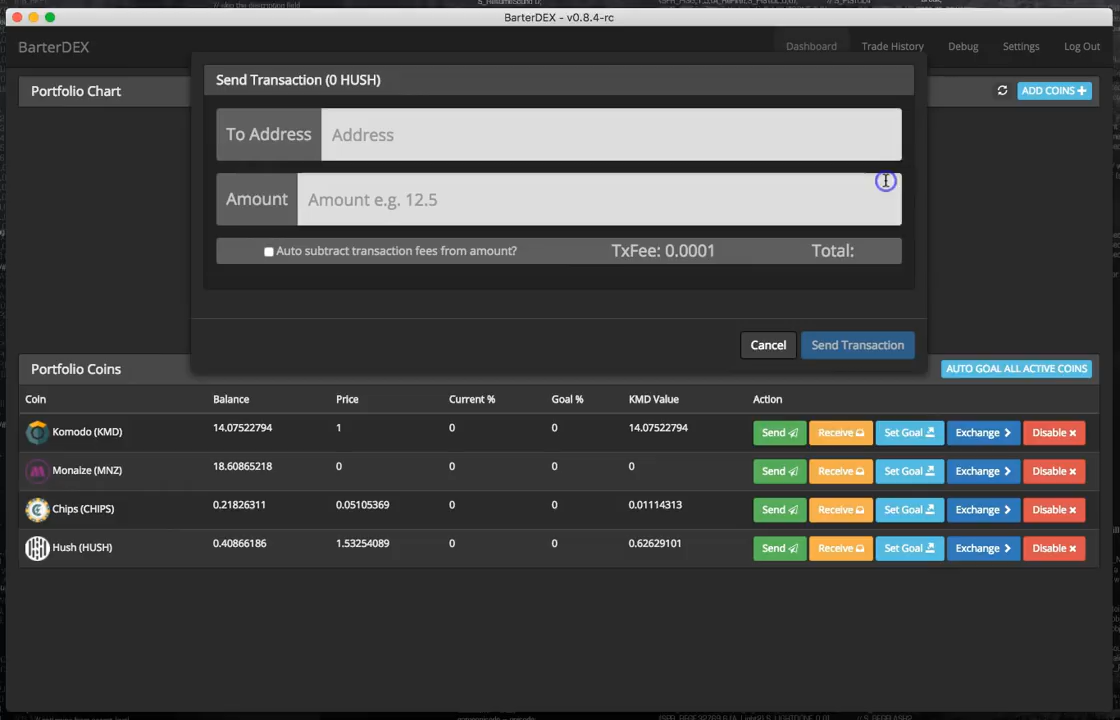 BarterDEX - v0.8.4-rc
BarterDEX
Dashboard
Trade History
Debug
Settings
Log Out
Send Transaction (0 HUSH)
Portfolio Chart
ADD COINS
To Address
Address
Amount
Amount e.g. 12.5
Auto subtract transaction fees from amount?
TxFee: 0.0001
Total:
Cancel
Send Transaction
Portfolio Coins
AUTO GOAL ALL ACTIVE COINS
Coin Balance Price Current % Goal % KMD Value Action
Komodo (KMD) 14.07522794 1 0 0 14.07522794 Send Receive Set Goal Exchange Disable
Monaize (MNZ) 18.60865218 0 0 0 0 Send Receive Set Goal Exchange Disable
Chips (CHIPS) 0.21826311 0.05105369 0 0 0.01114313 Send Receive Set Goal Exchange Disable
Hush (HUSH) 0.40866186 1.53254089 0 0 0.62629101 Send Receive Set Goal Exchange Disable